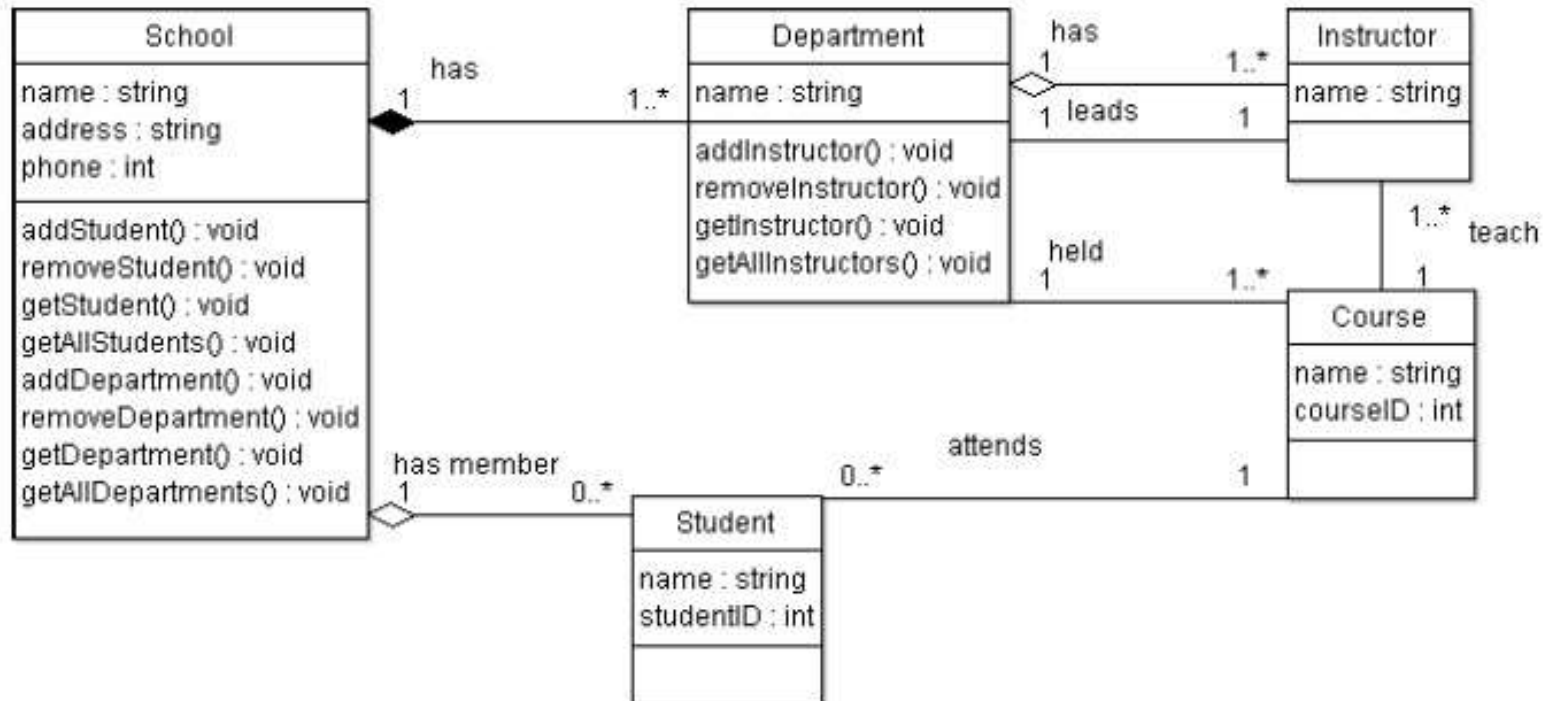 School
name : string
address : string
phone : int
addStudent() : void
removeStudent() : void
getStudent() : void
getAllStudents() : void
addDepartment() : void
removeDepartment() : void
getDepartment() : void
getAllDepartments() : void
has
1
1..*
Department
name : string
addInstructor() : void
removeInstructor() : void
getInstructor() : void
getAllInstructors() : void
has
1
1..*
1 leads 1
Instructor
name : string
1..*
teach
1
held
1
1..*
Course
name : string
courseID : int
has member
1
0..*
attends
0..*
1
Student
name : string
studentID : int